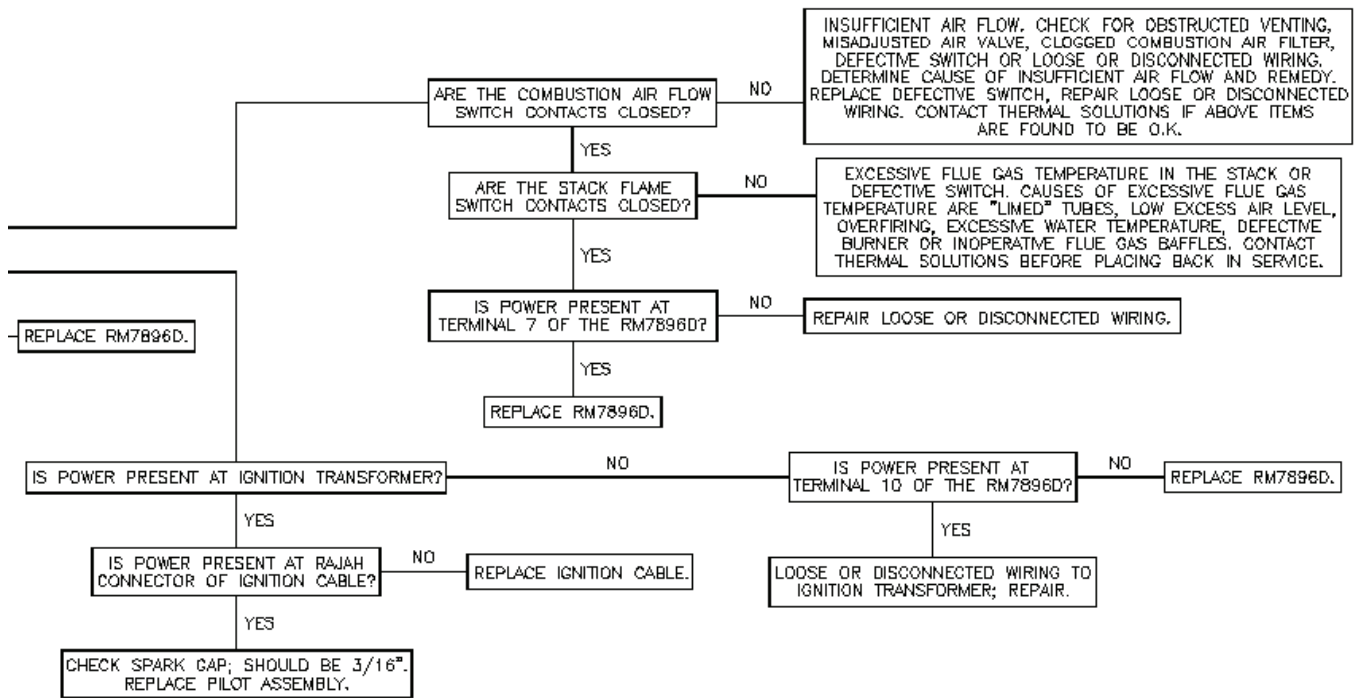 INSUFFICIENT AIR FLOW. CHECK FOR OBSTRUCTED VENTING,
MISADJUSTED AIR VALVE, CLOGGED COMBUSTION AIR FILTER,
DEFECTIVE SWITCH OR LOOSE OR DISCONNECTED WIRING.
DETERMINE CAUSE OF INSUFFICIENT AIR FLOW AND REMEDY.
REPLACE DEFECTIVE SWITCH, REPAIR LOOSE OR DISCONNECTED
WIRING. CONTACT THERMAL SOLUTIONS IF ABOVE ITEMS
ARE FOUND TO BE O.K.
ARE THE COMBUSTION AIR FLOW
SWITCH CONTACTS CLOSED?
NO
YES
ARE THE STACK FLAME
SWITCH CONTACTS CLOSED?
NO
EXCESSIVE FLUE GAS TEMPERATURE IN THE STACK OR
DEFECTIVE SWITCH. CAUSES OF EXCESSIVE FLUE GAS
TEMPERATURE ARE "LIMED" TUBES, LOW EXCESS AIR LEVEL,
OVERFIRING, EXCESSIVE WATER TEMPERATURE, DEFECTIVE
BURNER OR INOPERATIVE FLUE GAS BAFFLES. CONTACT
THERMAL SOLUTIONS BEFORE PLACING BACK IN SERVICE.
YES
IS POWER PRESENT AT
TERMINAL 7 OF THE RM7896D?
NO
REPAIR LOOSE OR DISCONNECTED WIRING.
REPLACE RM7896D.
YES
REPLACE RM7896D.
IS POWER PRESENT AT IGNITION TRANSFORMER?
NO
IS POWER PRESENT AT
TERMINAL 10 OF THE RM7896D?
NO
REPLACE RM7896D.
YES
YES
IS POWER PRESENT AT RAJAH
CONNECTOR OF IGNITION CABLE?
NO
REPLACE IGNITION CABLE.
LOOSE OR DISCONNECTED WIRING TO
IGNITION TRANSFORMER; REPAIR.
YES
CHECK SPARK GAP; SHOULD BE 3/16".
REPLACE PILOT ASSEMBLY.